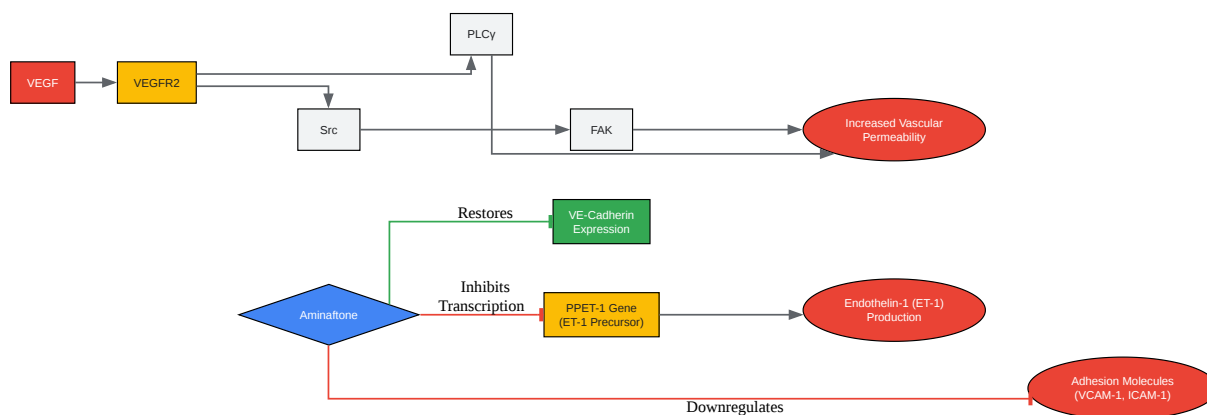 PLCγ
VEGF
VEGFR2
Src
FAK
Increased Vascular
Permeability
Restores
VE-Cadherin
Expression
Inhibits
Transcription
Aminaftone
PPET-1 Gene
(ET-1 Precursor)
Endothelin-1 (ET-1)
Production
Adhesion Molecules
(VCAM-1, ICAM-1)
Downregulates